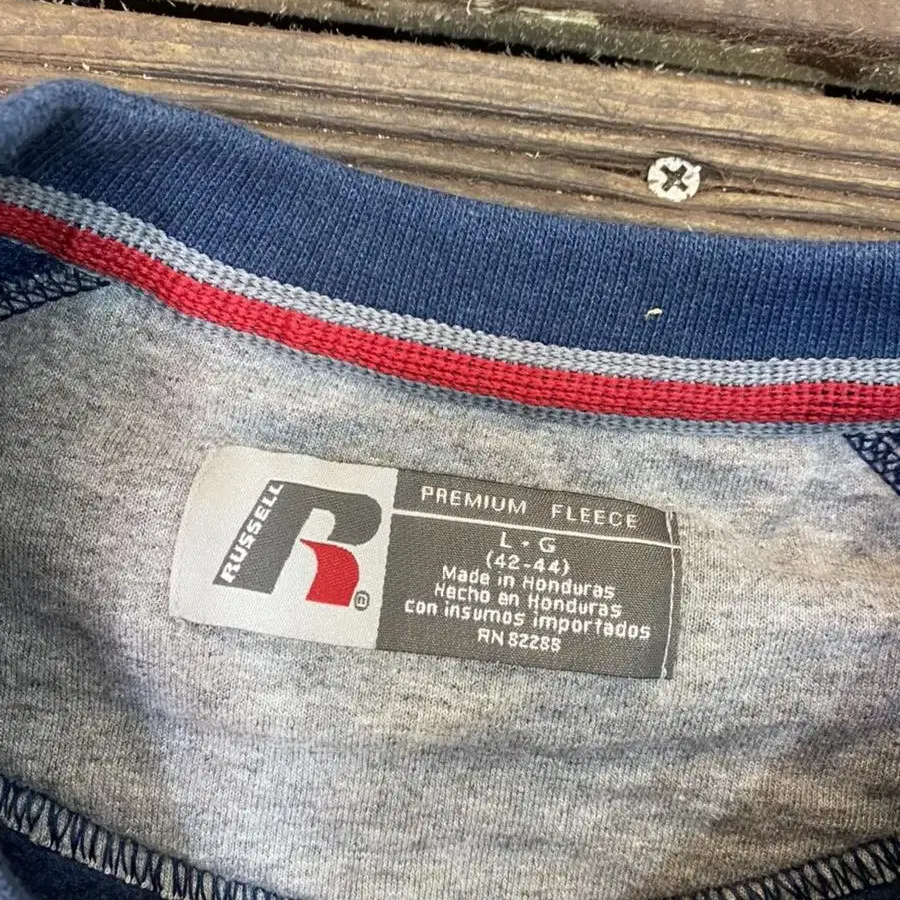 RUSSELL
R
®
PREMIUM FLEECE
L • G
(42-44)
Made in Honduras
Hecho en Honduras
con insumos importados
RN 82288